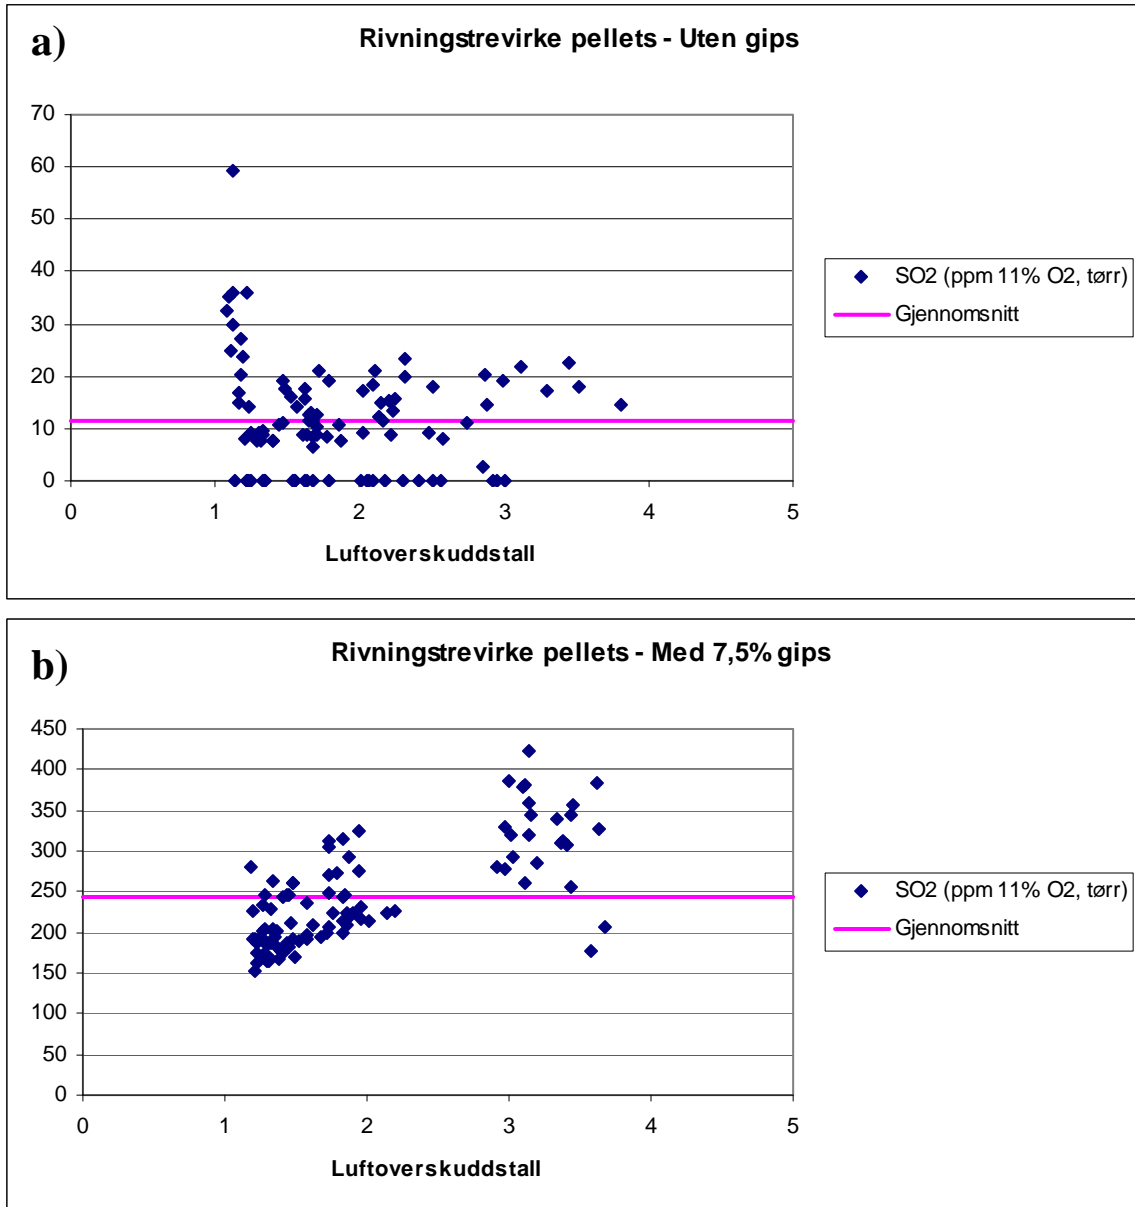 a)
Rivningstrevirke pellets - Uten gips
70
60
50
40
30
20
10
0
0 1 2 3 4 5
Luftoverskuddstall
SO2 (ppm 11% O2, tørr)
Gjennomsnitt
b)
Rivningstrevirke pellets - Med 7,5% gips
450
400
350
300
250
200
150
100
50
0
0 1 2 3 4 5
Luftoverskuddstall
SO2 (ppm 11% O2, tørr)
Gjennomsnitt